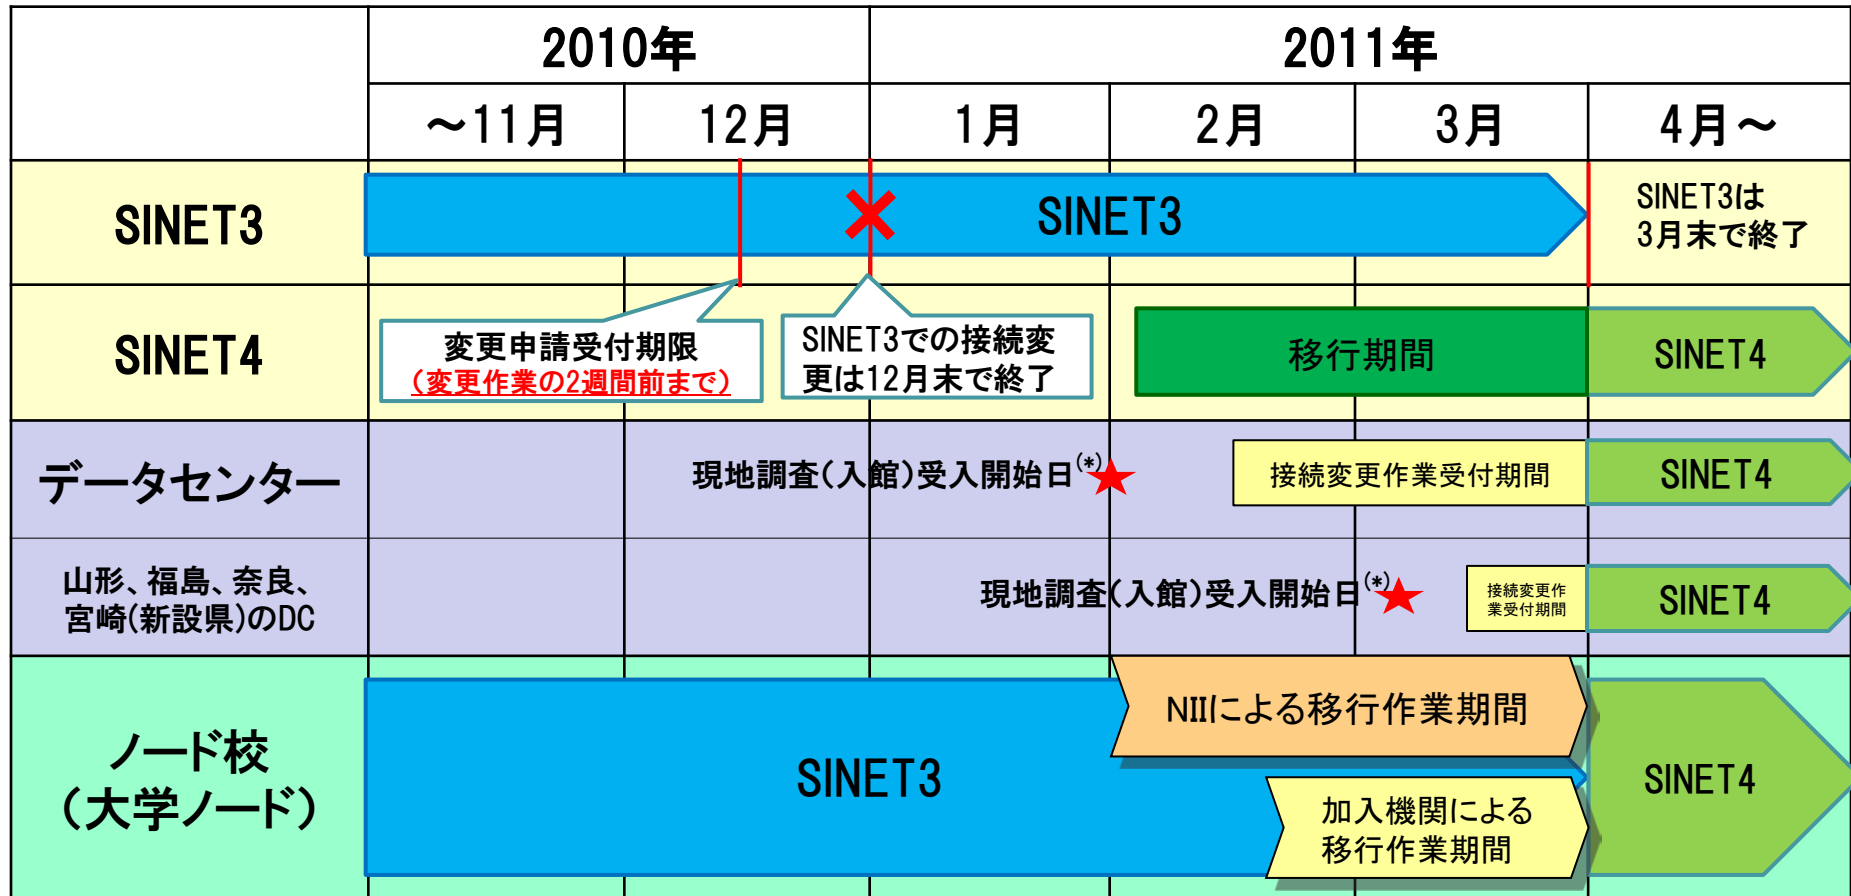 2010年
2011年
～11月
12月
1月
2月
3月
4月～
SINET3
SINET3
SINET3は
3月末で終了
SINET4
変更申請受付期限
(変更作業の2週間前まで)
SINET3での接続変
更は12月末で終了
移行期間
SINET4
データセンター
現地調査(入館)受入開始日(*)
接続変更作業受付期間
SINET4
山形、福島、奈良、
宮崎(新設県)のDC
現地調査(入館)受入開始日(*)
接続変更作
業受付期間
SINET4
ノード校
(大学ノード)
SINET3
NIIによる移行作業期間
加入機関による
移行作業期間
SINET4